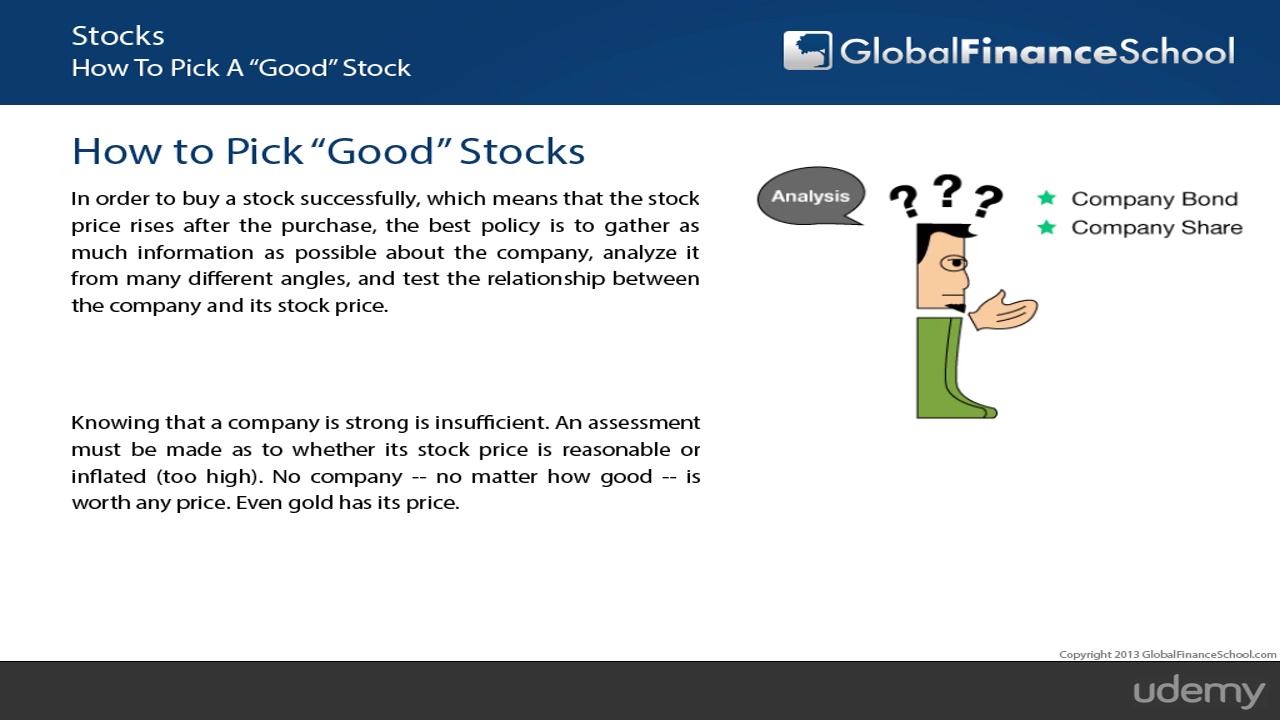 Stocks
How To Pick A “Good” Stock
GlobalFinanceSchool
How to Pick “Good” Stocks
In order to buy a stock successfully, which means that the stock
price rises after the purchase, the best policy is to gather as
much information as possible about the company, analyze it
from many different angles, and test the relationship between
the company and its stock price.
Knowing that a company is strong is insufficient. An assessment
must be made as to whether its stock price is reasonable or
inflated (too high). No company -- no matter how good -- is
worth any price. Even gold has its price.
Analysis
? ? ?
Company Bond
Company Share
Copyright 2013 GlobalFinanceSchool.com
udemy